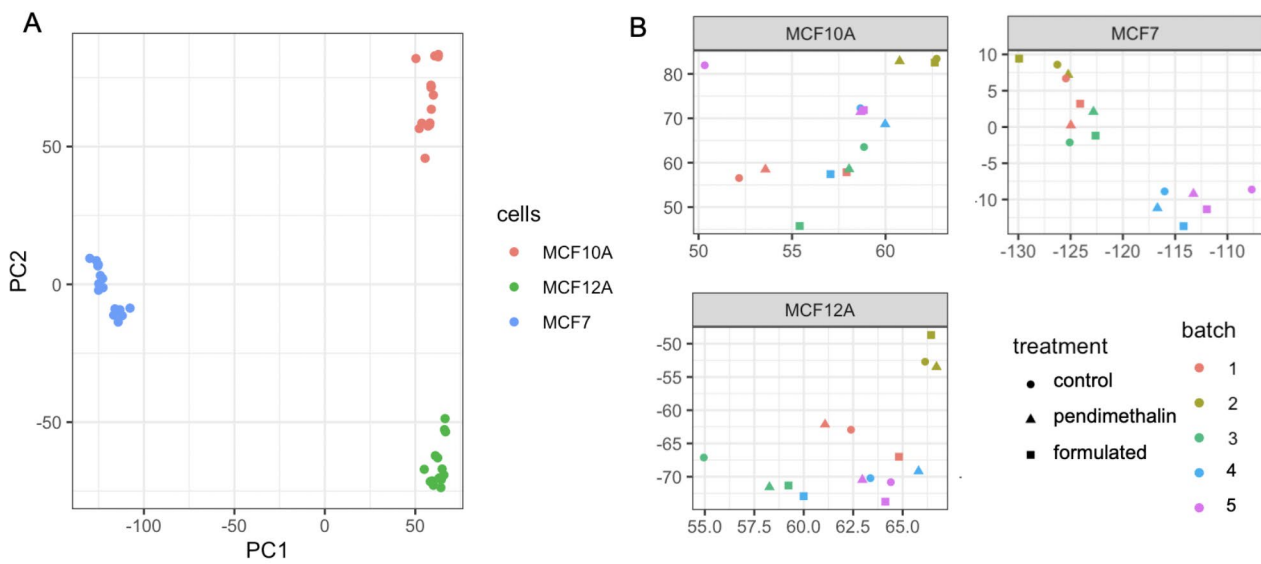 A
PC2
50
0
-50
-100
-50
0
50
PC1
cells
MCF10A
MCF12A
MCF7
B
MCF10A
80
70
60
50
50
55
60
MCF7
10
5
0
-5
-10
-130
-125
-120
-115
-110
MCF12A
-50
-55
-60
-65
-70
55.0
57.5
60.0
62.5
65.0
treatment
control
pendimethalin
formulated
batch
1
2
3
4
5